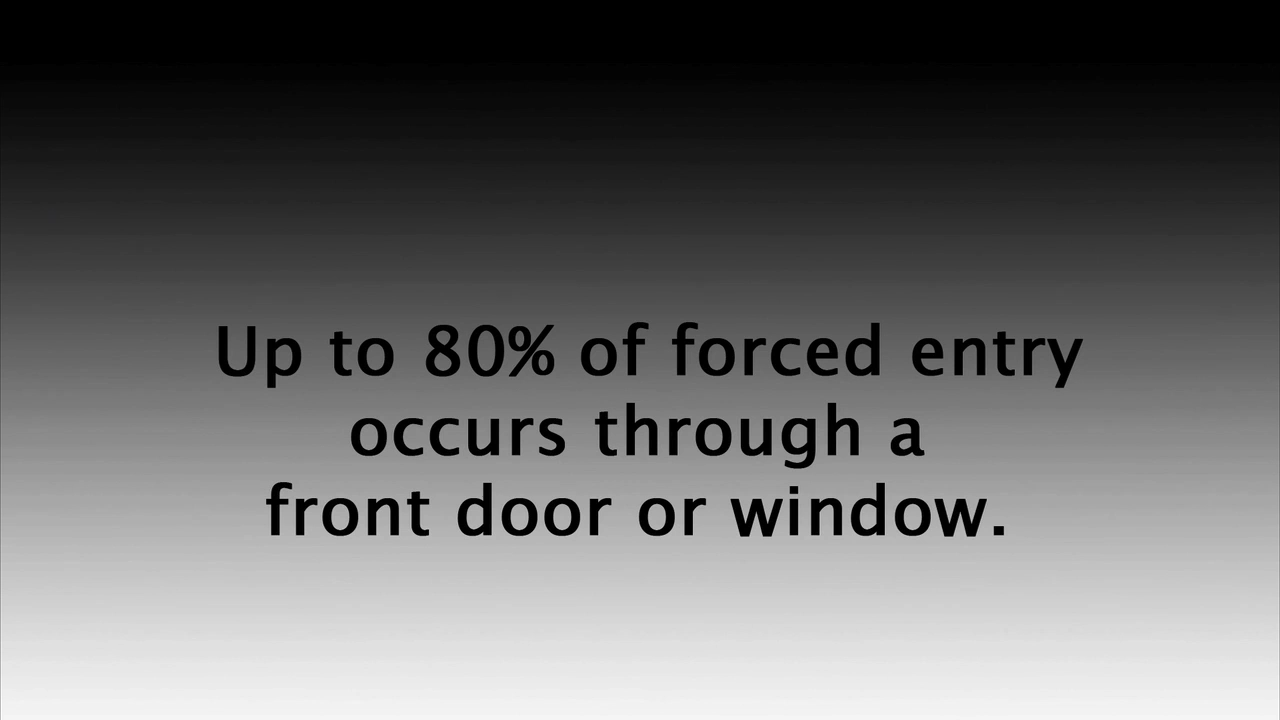 Up to 80% of forced entry
occurs through a
front door or window.